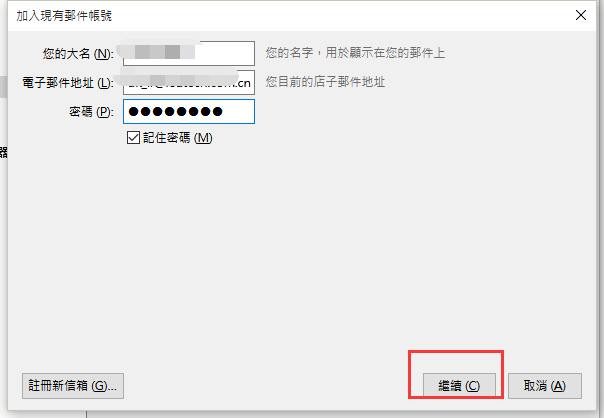 加入現有郵件帳號
您的大名 (N):
您的名字，用於顯示在您的郵件上
電子郵件地址 (L):
.com.cn
您目前的店子郵件地址
密碼 (P):
●●●●●●●●
記住密碼 (M)
註冊新信箱 (G)...
繼續 (C)
取消 (A)